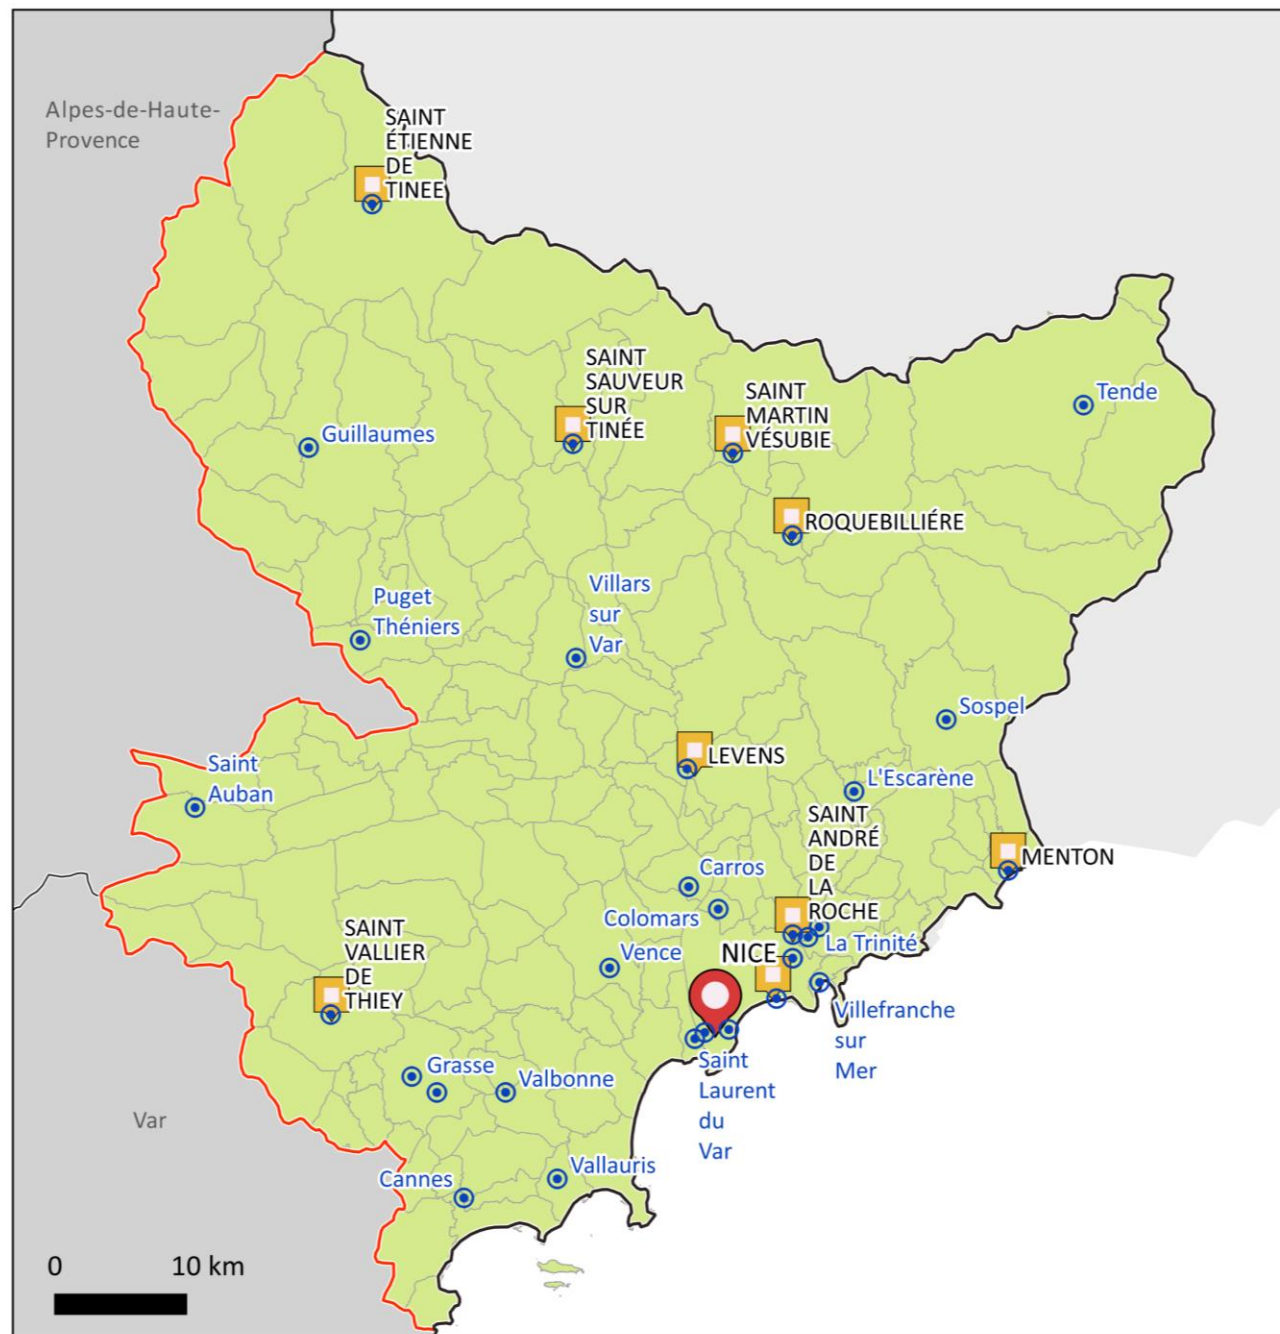 Alpes-de-Haute-
Provence
SAINT
ÉTIENNE
DE
TINEE
SAINT
SAUVEUR
SUR
TINÉE
SAINT
MARTIN
VÉSUBIE
Tende
Guillaumes
ROQUEBILLIÉRE
Puget
Théniers
Villars
sur
Var
Sospel
LEVENS
Saint
Auban
L'Escarène
SAINT
ANDRÉ
DE
LA
ROCHE
MENTON
Carros
Colomars
SAINT
VALLIER
DE
THIEY
Vence
NICE
La Trinité
Villefranche
sur
Mer
Saint
Laurent
du
Var
Grasse
Valbonne
Var
Vallauris
Cannes
0 10 km